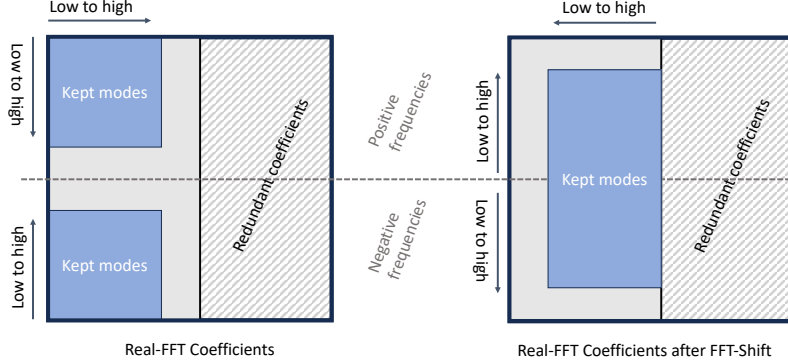 Low to high
Low to high
Kept modes
Redundant coefficients
Low to high
Kept modes
Real-FFT Coefficients
Positive
frequencies
Negative
frequencies
Low to high
Low to high
Kept modes
Low to
high
Redundant coefficients
Real-FFT Coefficients after FFT-Shift